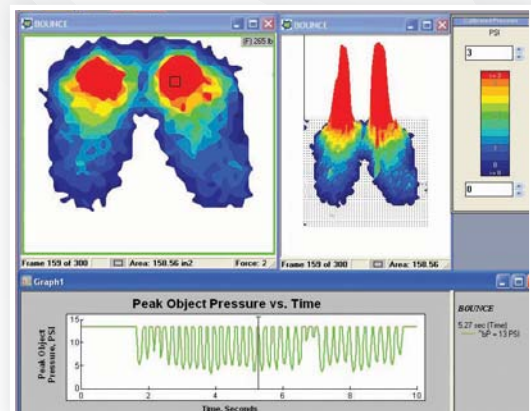 BOUNCE
(F) 265 lb
Frame 159 of 300
Area: 158.56 in2
Force: 2
BOUNCE
Frame 159 of 300
Area: 158.56
PSI
3
0
Graph1
Peak Object Pressure vs. Time
Peak Object
Pressure, PSI
15
10
5
0
0
2
4
6
8
10
Time, Seconds
BOUNCE
5.27 sec (Time)